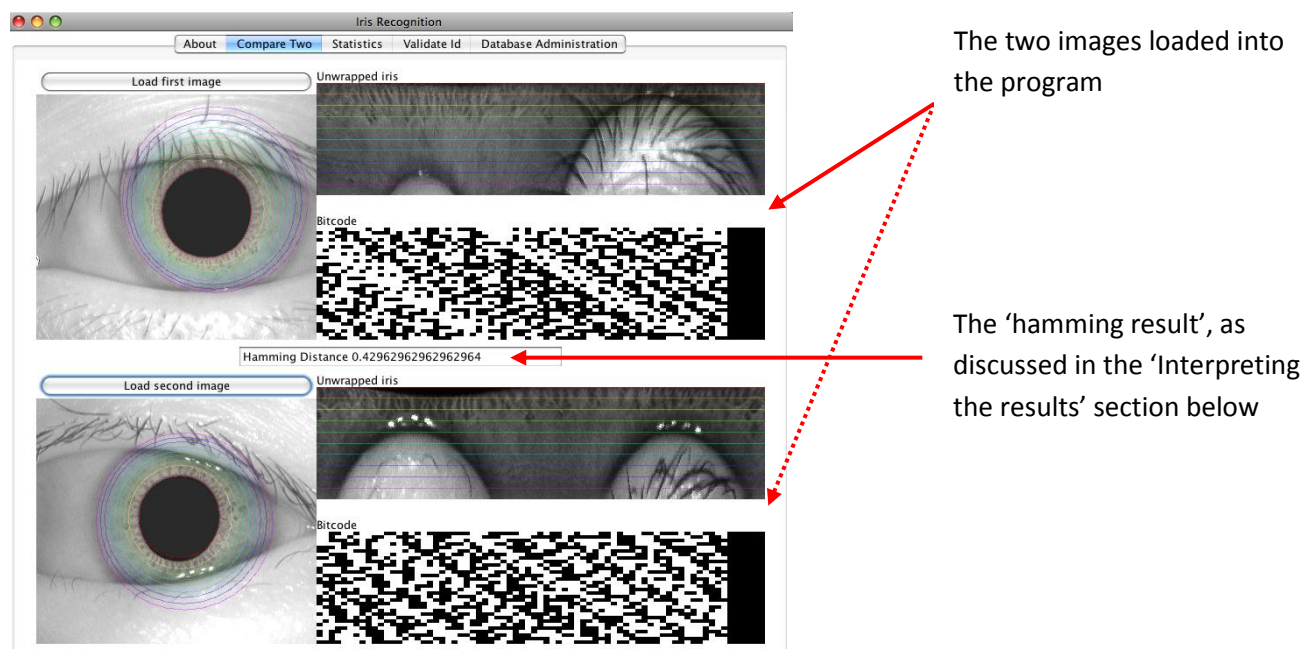 Iris Recognition
About Compare Two Statistics Validate Id Database Administration
Load first image
Unwrapped iris
Bitcode
Hamming Distance 0.42962962962962964
Load second image
Unwrapped iris
Bitcode
The two images loaded into
the program
The ‘hamming result’, as
discussed in the ‘Interpreting
the results’ section below